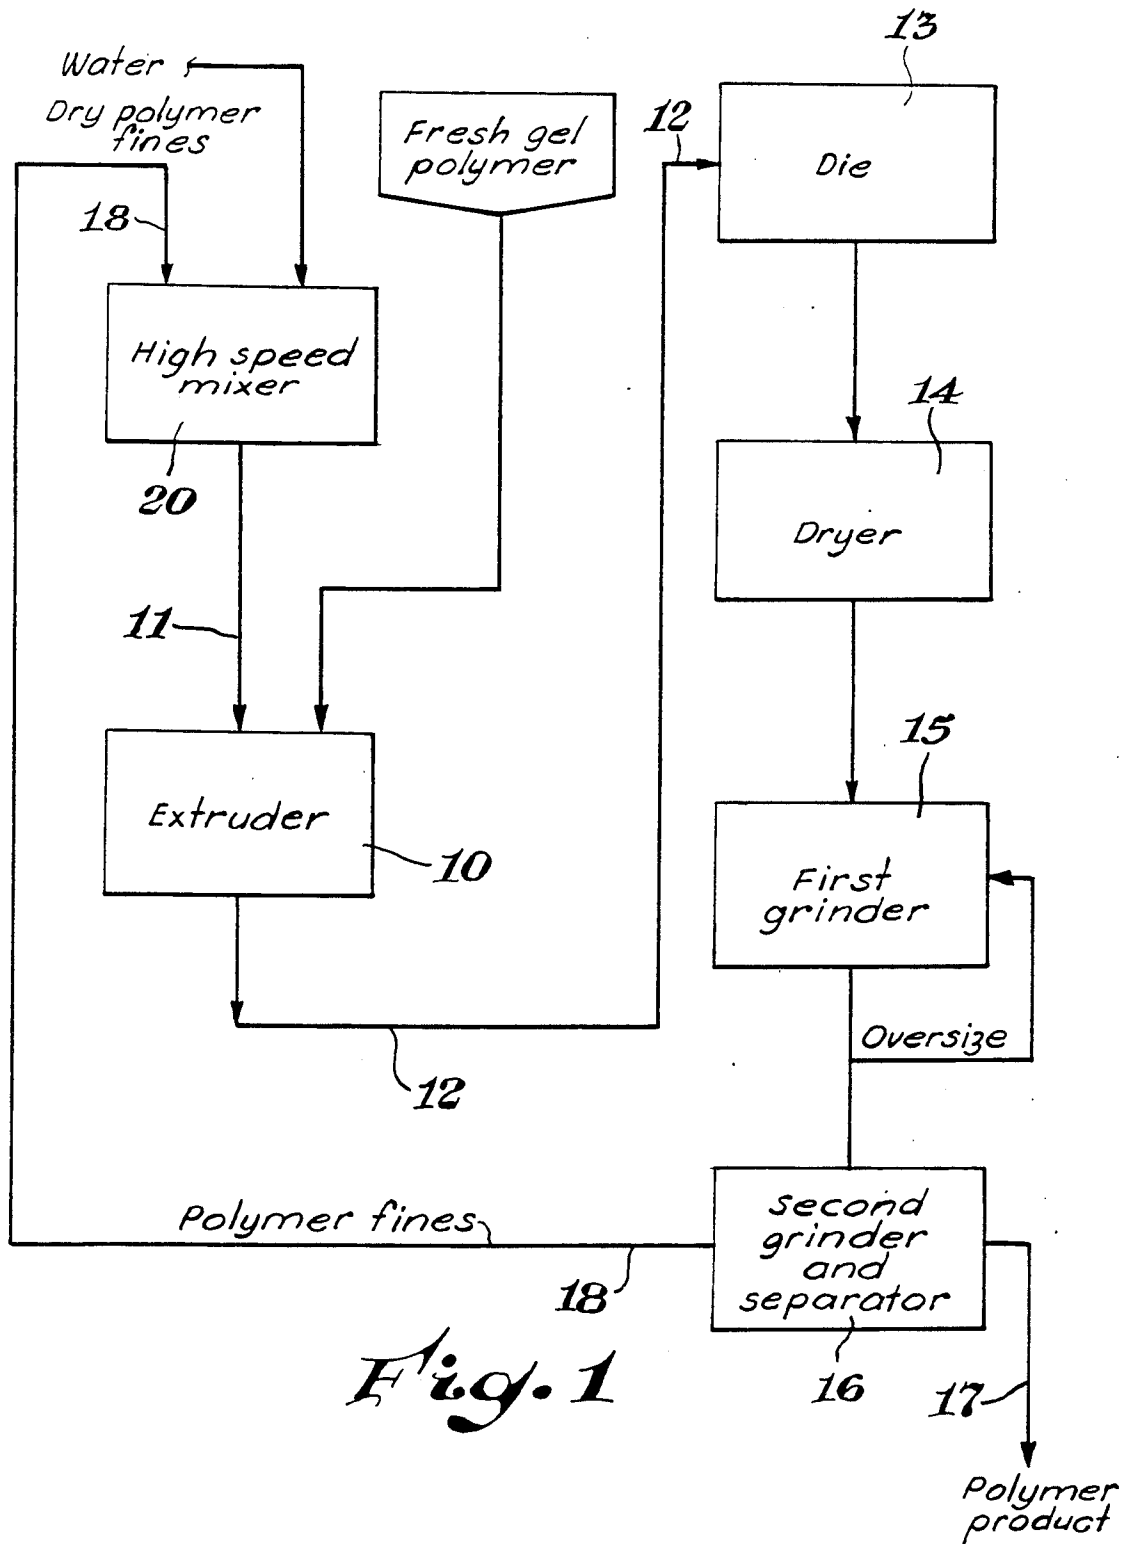 13
Water
Dry polymer
fines
Fresh gel
polymer
12
Die
18
High speed
mixer
20
14
Dryer
11
15
Extruder
10
First
grinder
Oversize
12
Polymer fines
18
Second
grinder
and
separator
16
17
Fig. 1
Polymer
product